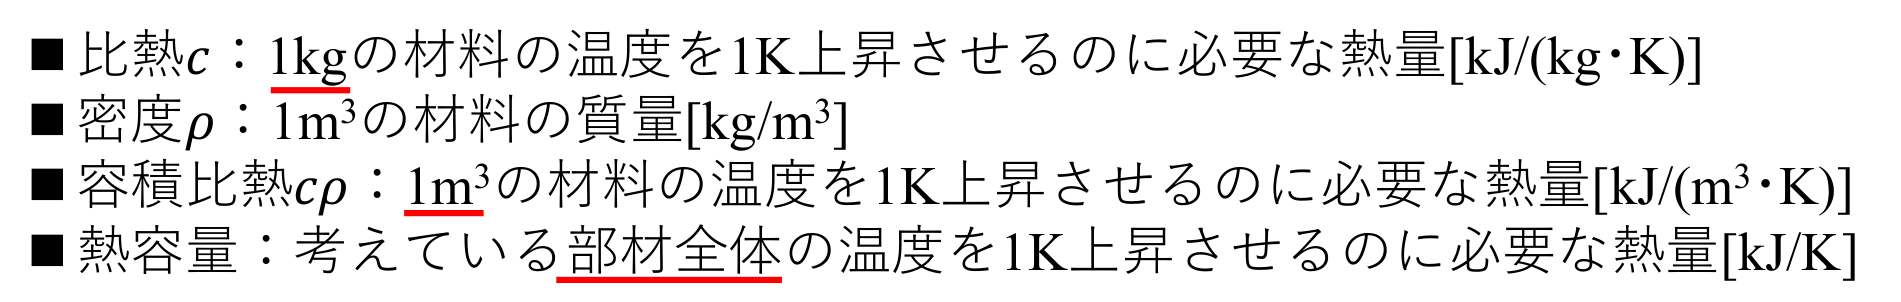 ■ 比熱c：1kgの材料の温度を1K上昇させるのに必要な熱量[kJ/(kg･K)]
■ 密度ρ：1m³の材料の質量[kg/m³]
■ 容積比熱cρ：1m³の材料の温度を1K上昇させるのに必要な熱量[kJ/(m³･K)]
■ 熱容量：考えている部材全体の温度を1K上昇させるのに必要な熱量[kJ/K]